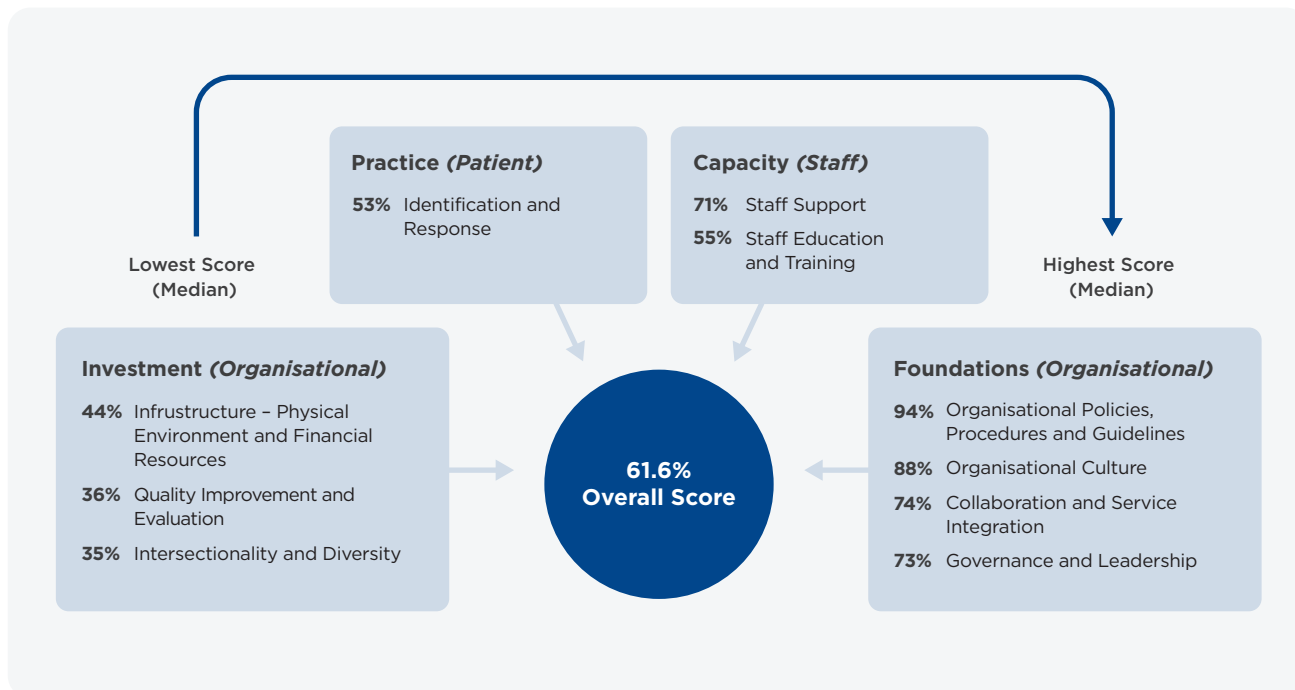 Practice (Patient)
53% Identification and
Response
Capacity (Staff)
71% Staff Support
55% Staff Education
and Training
Lowest Score
(Median)
Highest Score
(Median)
Investment (Organisational)
44% Infrustructure – Physical
Environment and Financial
Resources
36% Quality Improvement and
Evaluation
35% Intersectionality and Diversity
61.6%
Overall Score
Foundations (Organisational)
94% Organisational Policies,
Procedures and Guidelines
88% Organisational Culture
74% Collaboration and Service
Integration
73% Governance and Leadership